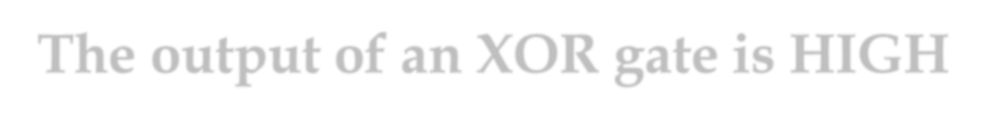 The output of an XOR gate is HIGH